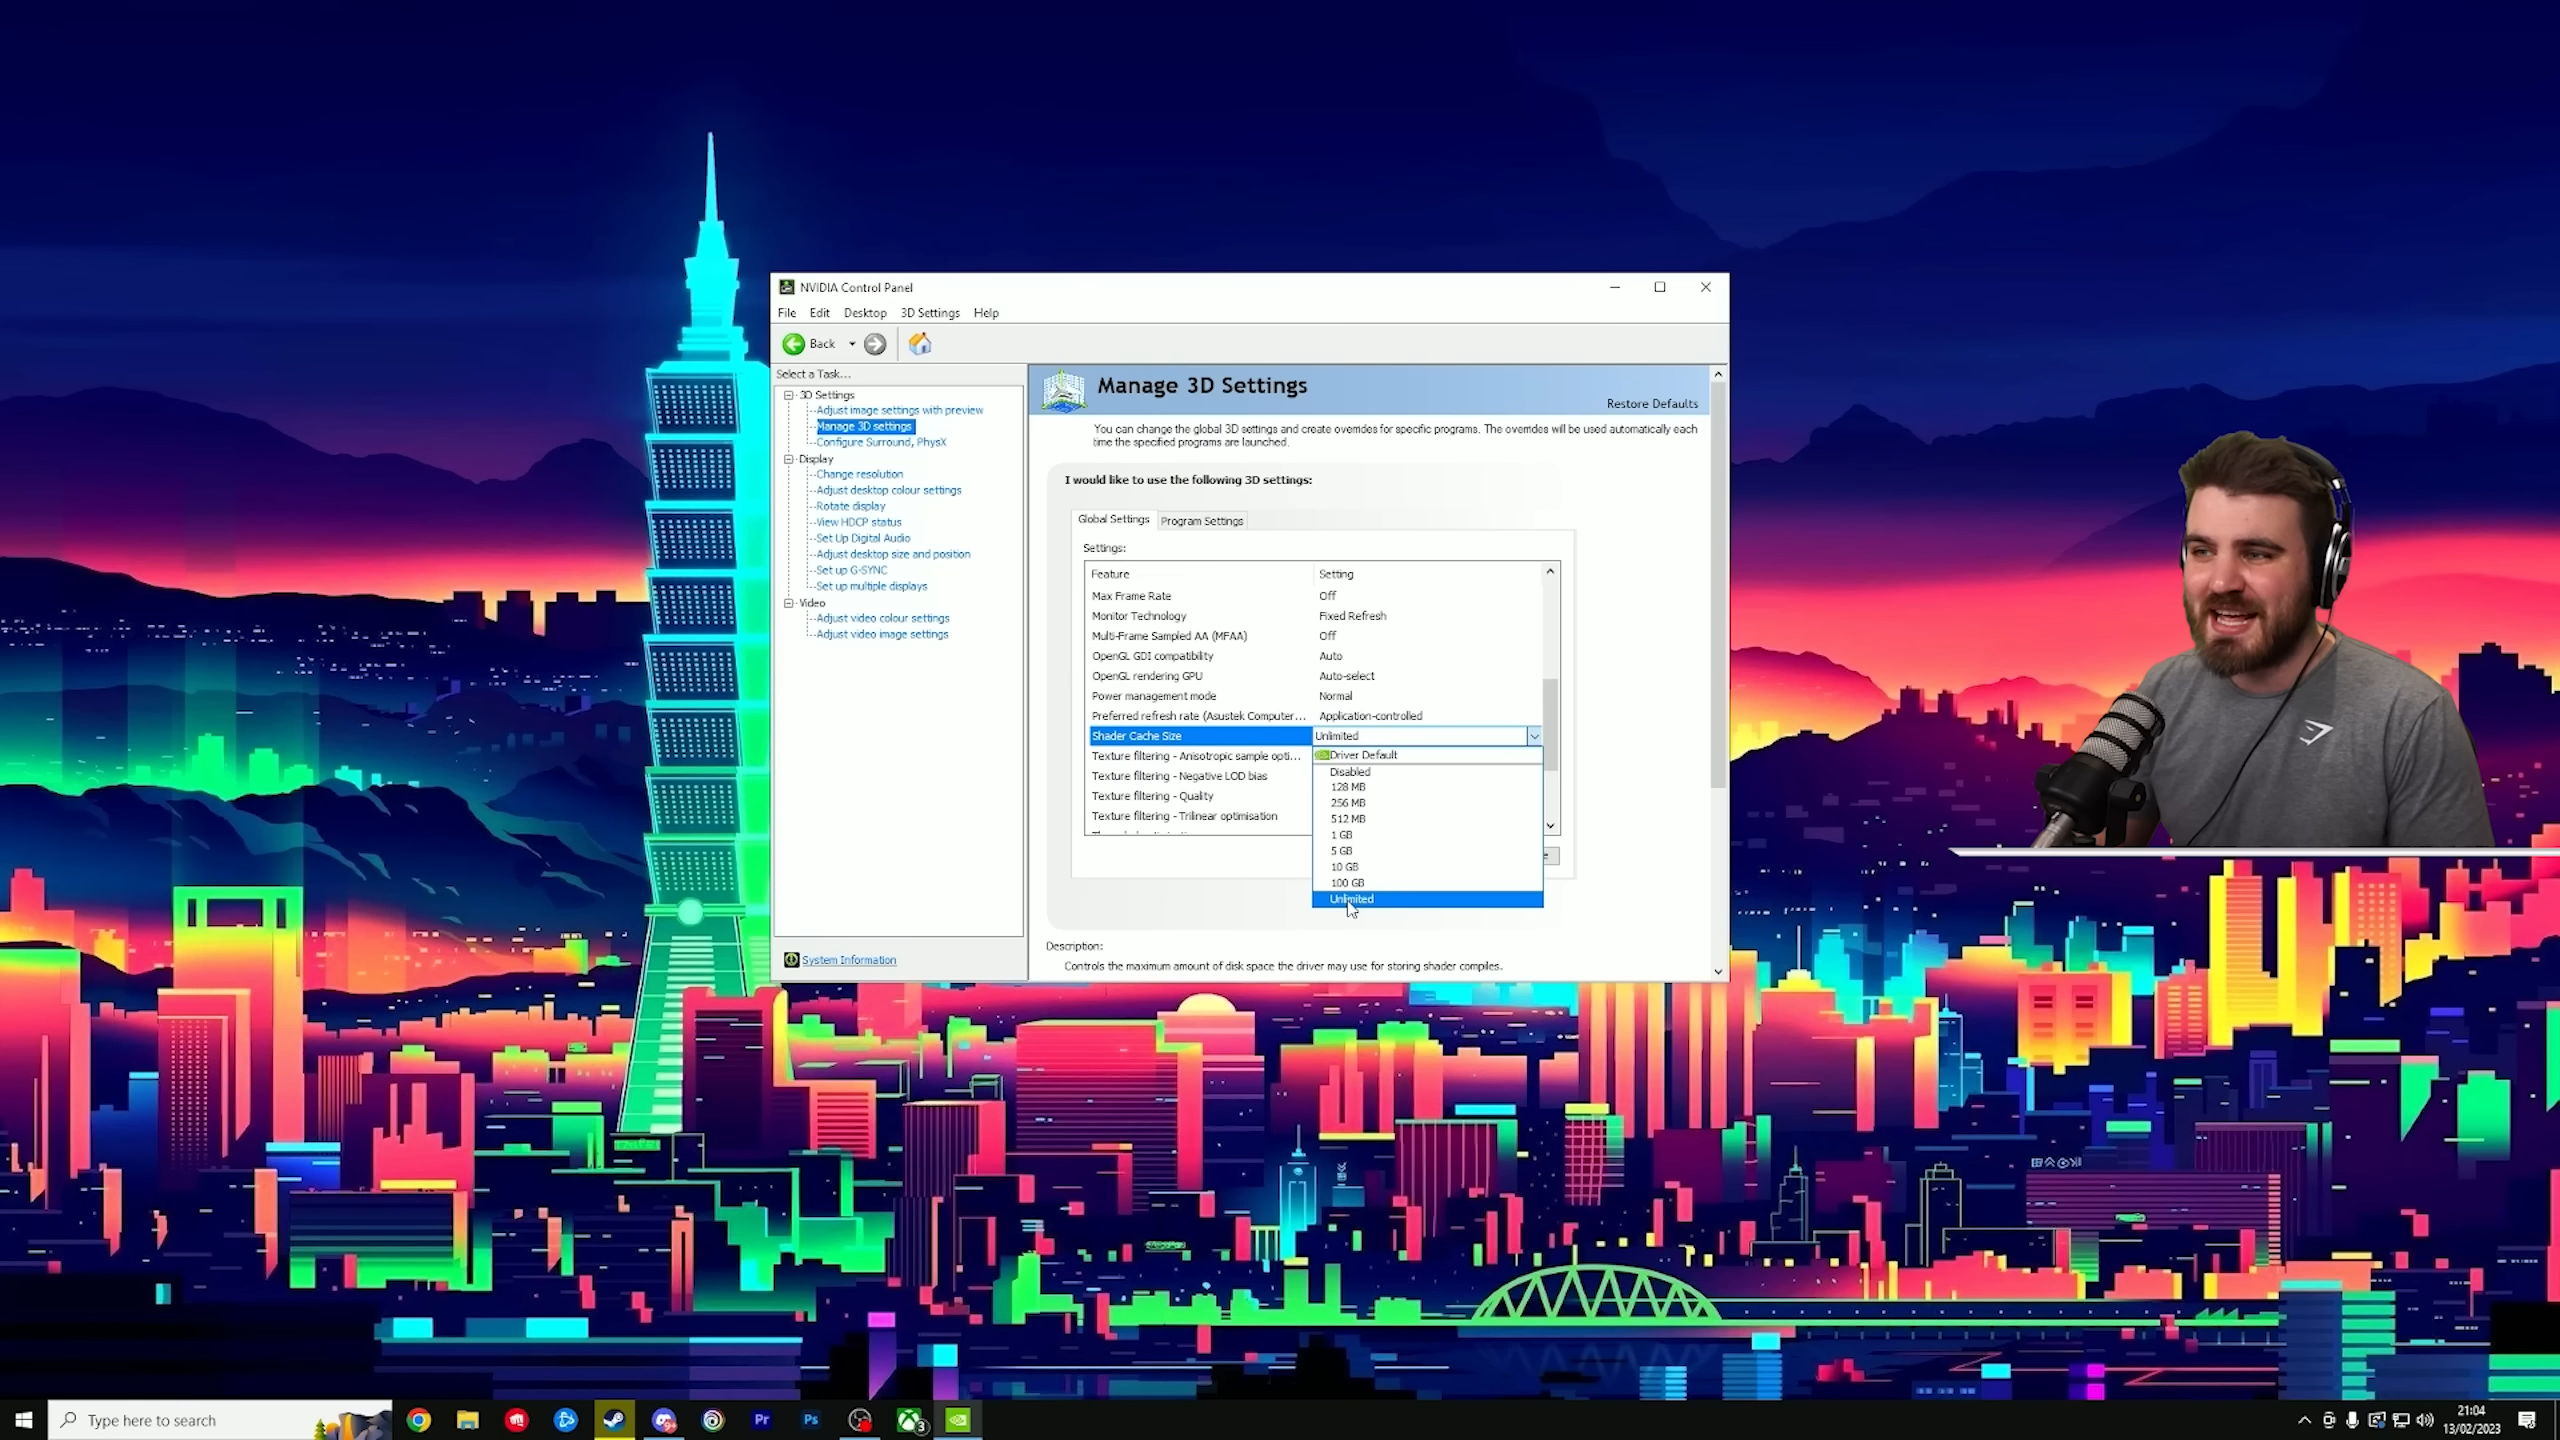 NVIDIA Control Panel
File Edit Desktop 3D Settings Help
Back
Select a Task...
3D Settings
Adjust image settings with preview
Manage 3D settings
Configure Surround, PhysX
Display
Change resolution
Adjust desktop colour settings
Rotate display
View HDCP status
Set Up Digital Audio
Adjust desktop size and position
Set up G-SYNC
Set up multiple displays
Video
Adjust video colour settings
Adjust video image settings
System Information
Manage 3D Settings
Restore Defaults
You can change the global 3D settings and create overrides for specific programs. The overrides will be used automatically each
time the specified programs are launched.
I would like to use the following 3D settings:
Global Settings Program Settings
Settings:
Feature Setting
Max Frame Rate Off
Monitor Technology Fixed Refresh
Multi-Frame Sampled AA (MFAA) Off
OpenGL GDI compatibility Auto
OpenGL rendering GPU Auto-select
Power management mode Normal
Preferred refresh rate (Asustek Computer... Application-controlled
Shader Cache Size Unlimited
Texture filtering - Anisotropic sample opti...
Texture filtering - Negative LOD bias
Texture filtering - Quality
Texture filtering - Trilinear optimisation
Driver Default
Disabled
128 MB
256 MB
512 MB
1 GB
5 GB
10 GB
100 GB
Unlimited
Description:
Controls the maximum amount of disk space the driver may use for storing shader compiles.
Type here to search
9+
Pr
Ps
3
21:04
13/02/2023